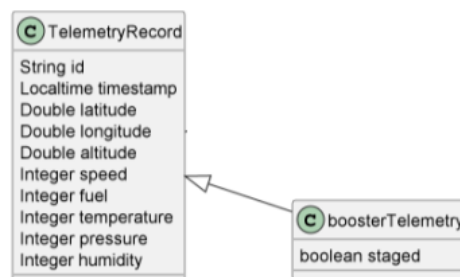 C TelemetryRecord
String id
Localtime timestamp
Double latitude
Double longitude
Double altitude
Integer speed
Integer fuel
Integer temperature
Integer pressure
Integer humidity
C boosterTelemetry
boolean staged